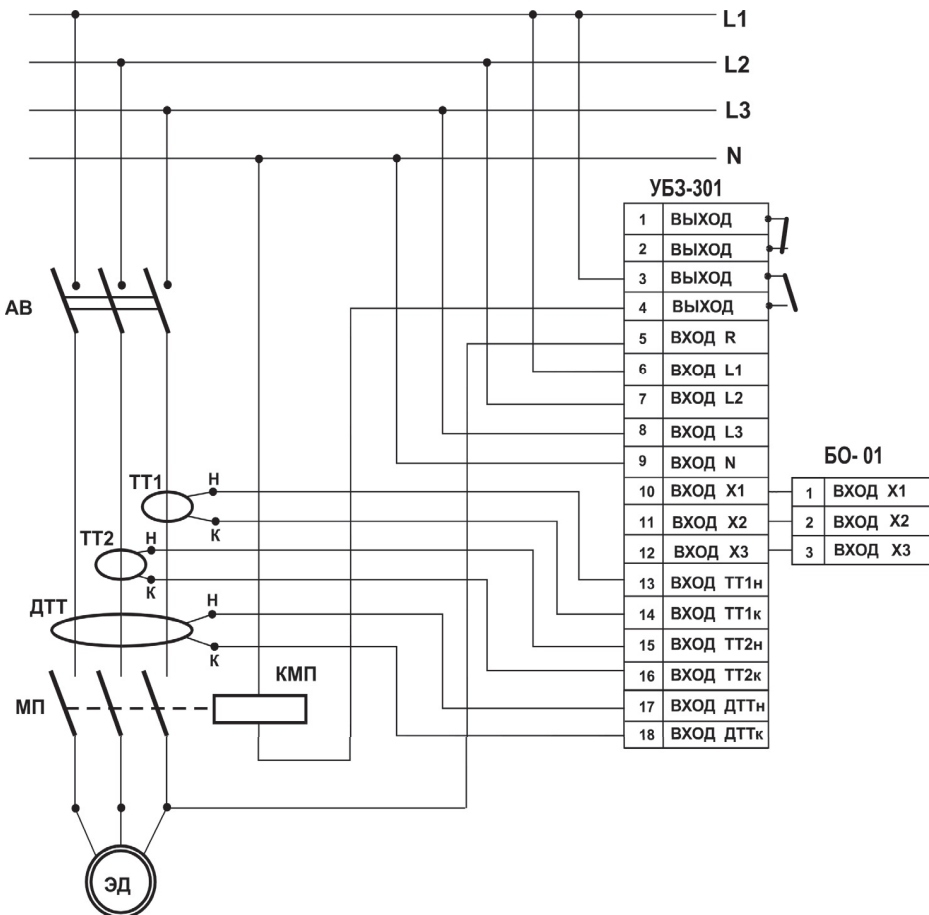 L1
L2
L3
N
УБЗ-301
1 ВЫХОД
2 ВЫХОД
3 ВЫХОД
4 ВЫХОД
5 ВХОД R
6 ВХОД L1
7 ВХОД L2
8 ВХОД L3
9 ВХОД N
10 ВХОД X1
11 ВХОД X2
12 ВХОД X3
13 ВХОД ТТ1н
14 ВХОД ТТ1к
15 ВХОД ТТ2н
16 ВХОД ТТ2к
17 ВХОД ДТТн
18 ВХОД ДТТк
БО- 01
1 ВХОД X1
2 ВХОД X2
3 ВХОД X3
АВ
ТТ1
Н
К
ТТ2
Н
К
ДТТ
Н
К
КМП
МП
ЭД